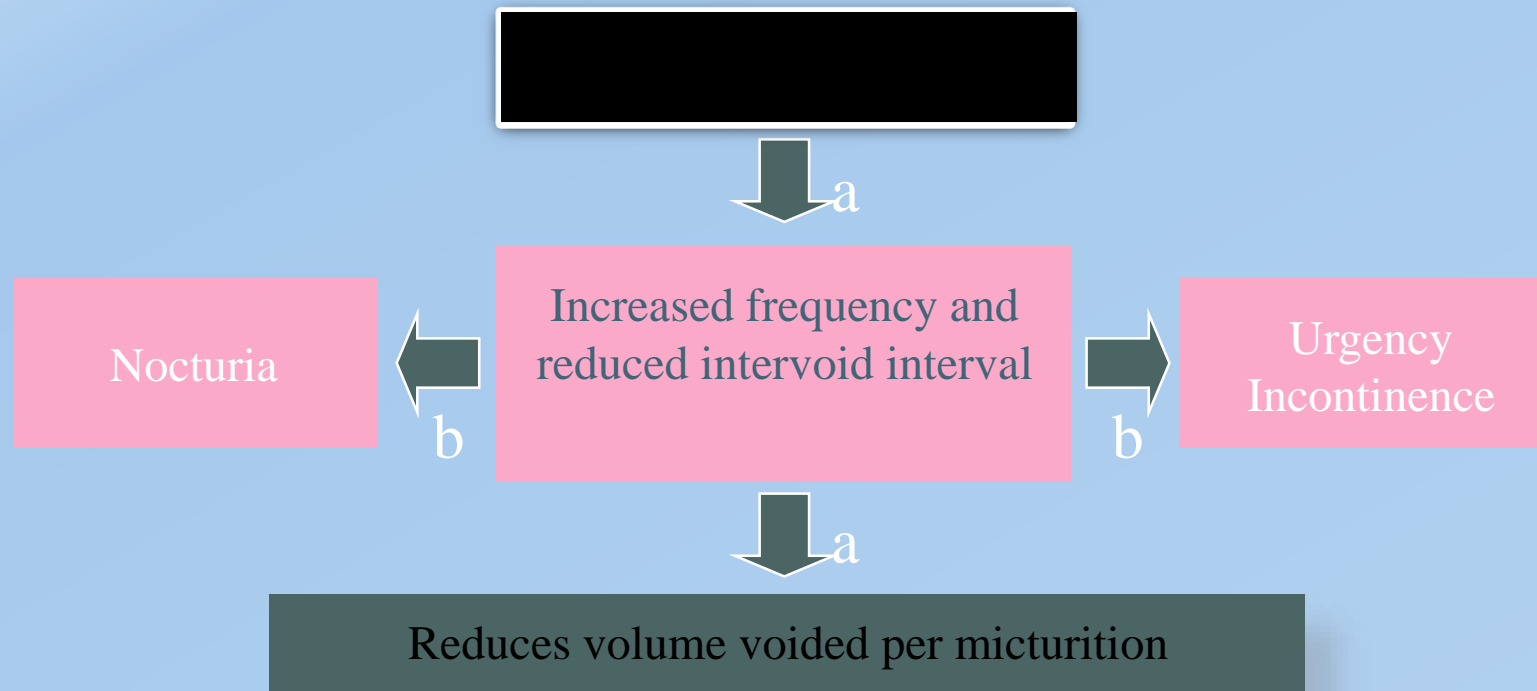 a
Increased frequency and
reduced intervoid interval
Nocturia
Urgency
Incontinence
b
b
a
Reduces volume voided per micturition